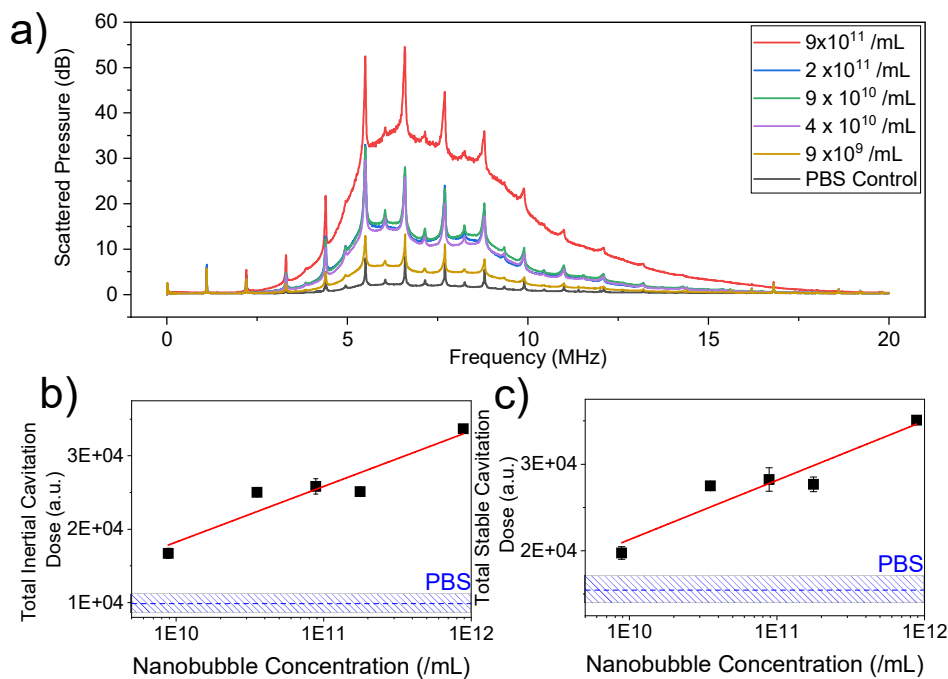 a)
60
50
40
30
20
10
0
Scattered Pressure (dB)
9x10¹¹ /mL
2 x10¹¹ /mL
9 x 10¹⁰ /mL
4 x 10¹⁰ /mL
9 x10⁹ /mL
PBS Control
0 5 10 15 20
Frequency (MHz)
b)
Total Inertial Cavitation
Dose (a.u.)
3E+04
2E+04
1E+04
PBS
1E10 1E11 1E12
Nanobubble Concentration (/mL)
c)
Total Stable Cavitation
Dose (a.u.)
3E+04
2E+04
PBS
1E10 1E11 1E12
Nanobubble Concentration (/mL)